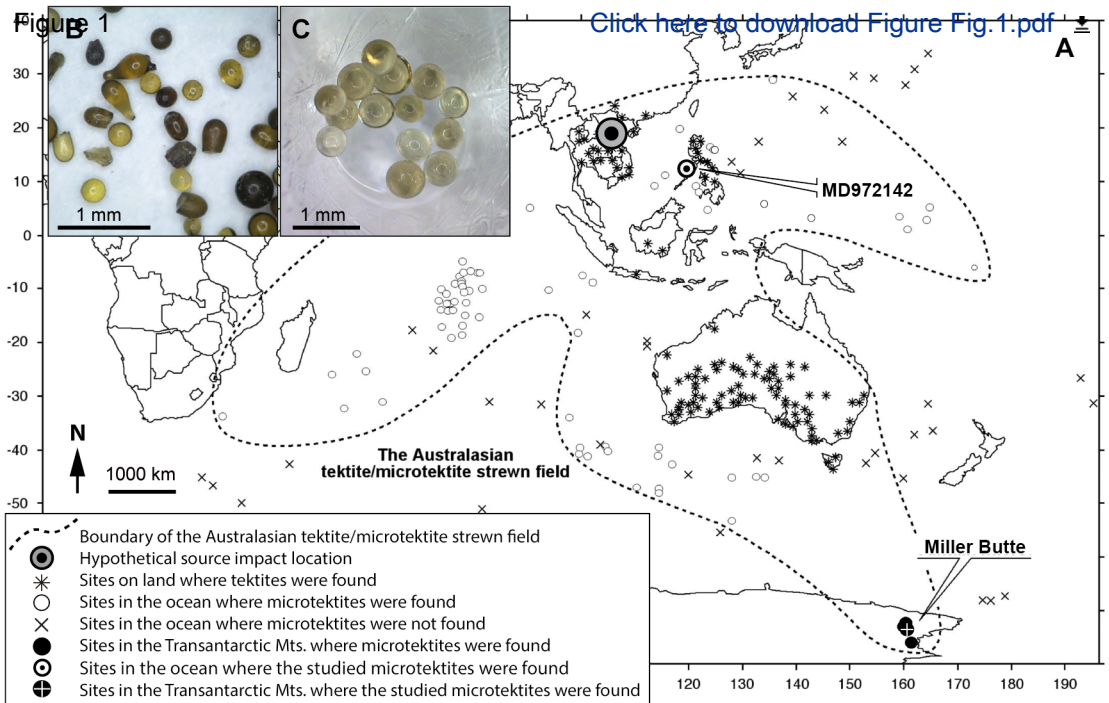 Figure 1
Click here to download Figure Fig.1.pdf
B
C
A
1 mm
1 mm
40
30
20
10
0
-10
-20
-30
-40
-50
MD972142
N
1000 km
The Australasian
tektite/microtektite strewn field
Miller Butte
Boundary of the Australasian tektite/microtektite strewn field
Hypothetical source impact location
Sites on land where tektites were found
Sites in the ocean where microtektites were found
Sites in the ocean where microtektites were not found
Sites in the Transantarctic Mts. where microtektites were found
Sites in the ocean where the studied microtektites were found
Sites in the Transantarctic Mts. where the studied microtektites were found
120 130 140 150 160 170 180 190